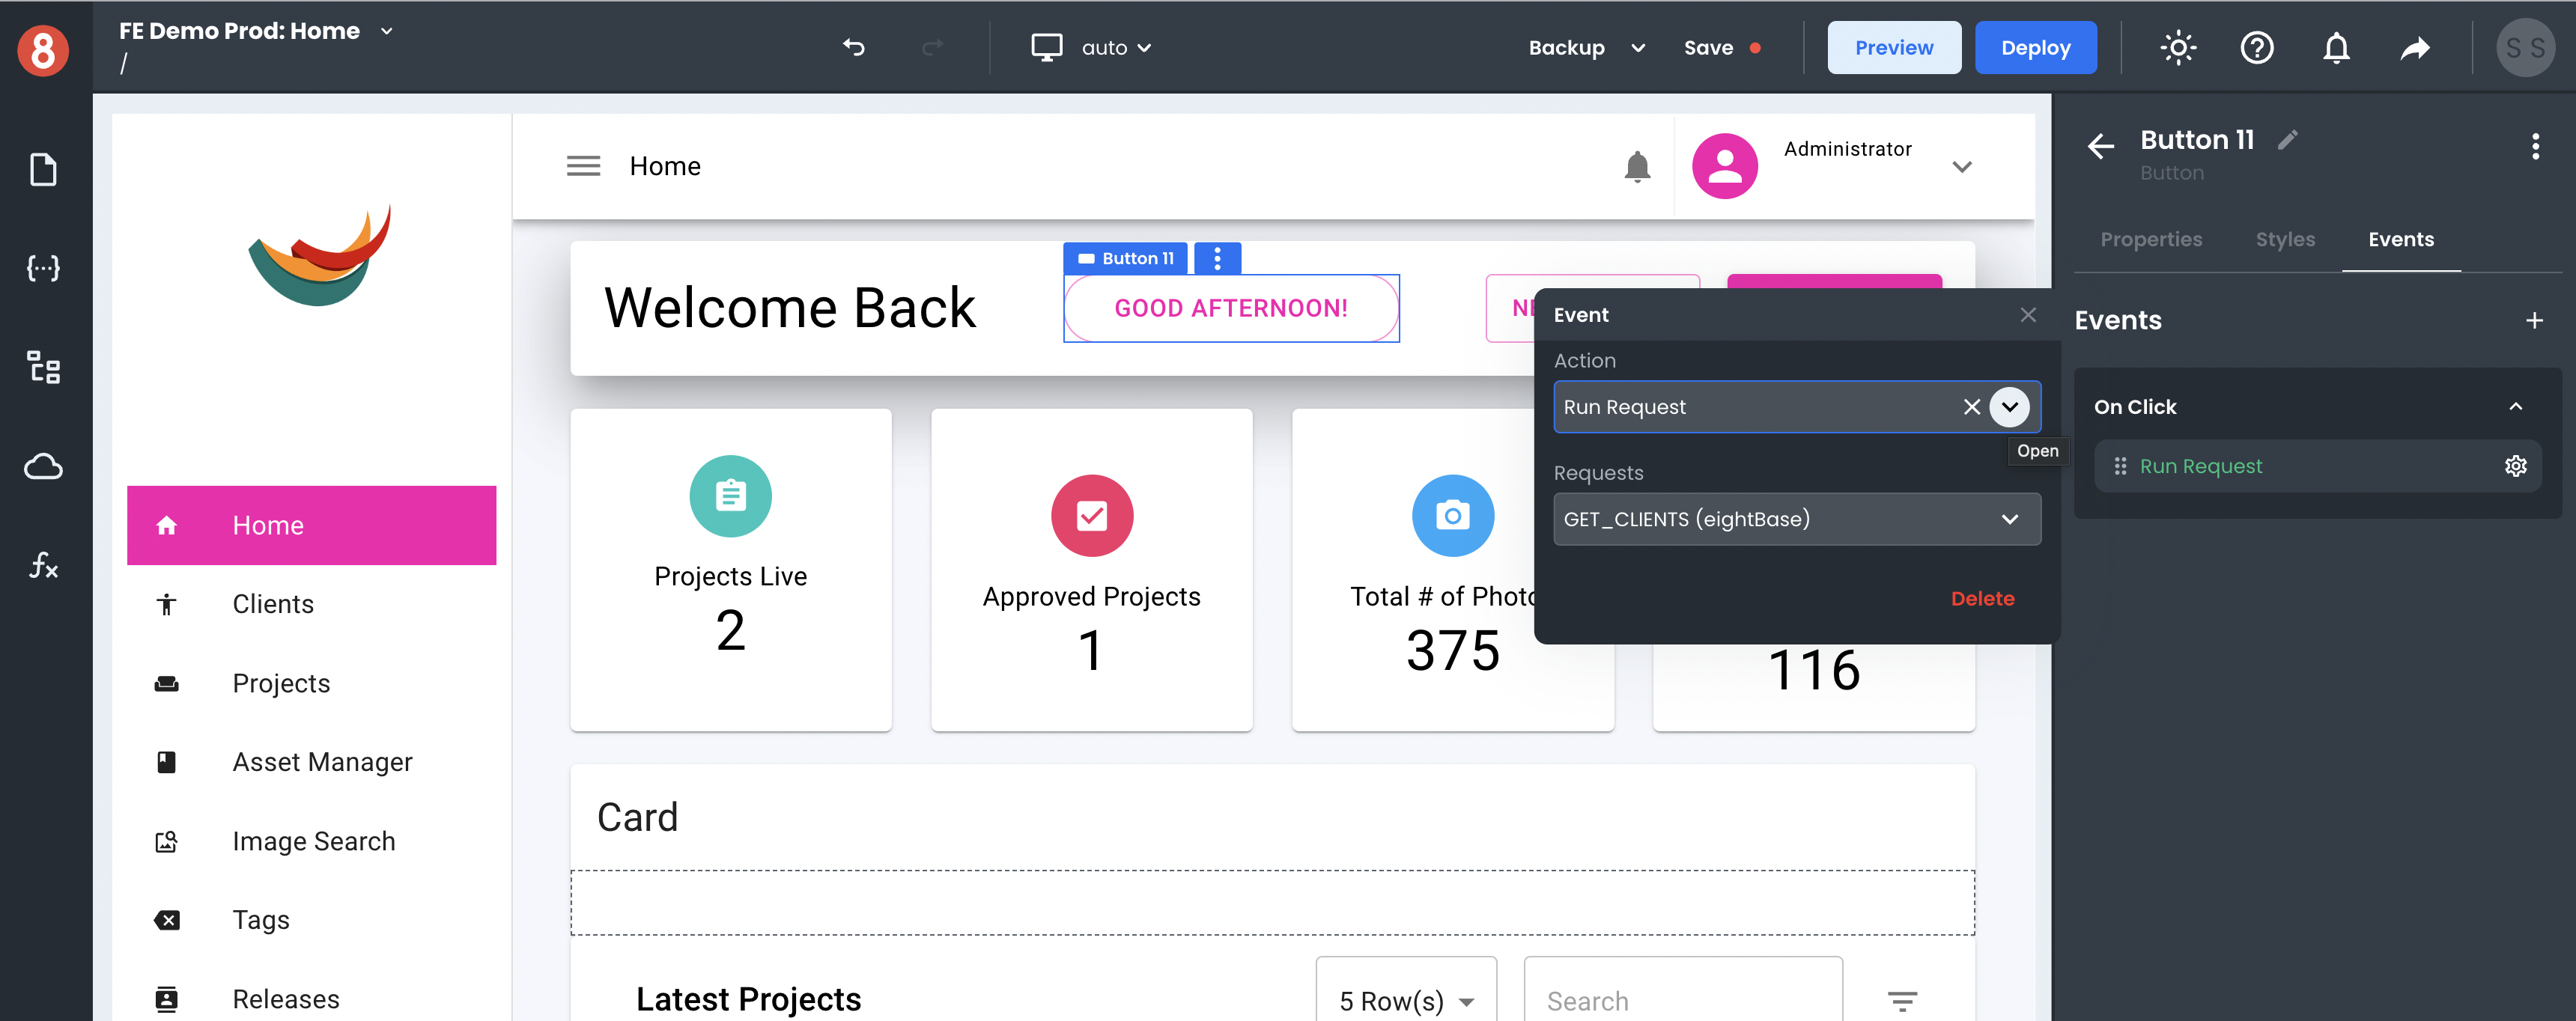 8
FE Demo Prod: Home
/
auto
Backup
Save
Preview
Deploy
S S
Home
Administrator
Button 11
Welcome Back
GOOD AFTERNOON!
Projects Live
2
Approved Projects
1
Total # of Photo
375
116
Card
Latest Projects
5 Row(s)
Search
Home
Clients
Projects
Asset Manager
Image Search
Tags
Releases
Event
Action
Run Request
Open
Requests
GET_CLIENTS (eightBase)
Delete
Button 11
Button
Properties
Styles
Events
Events
On Click
Run Request